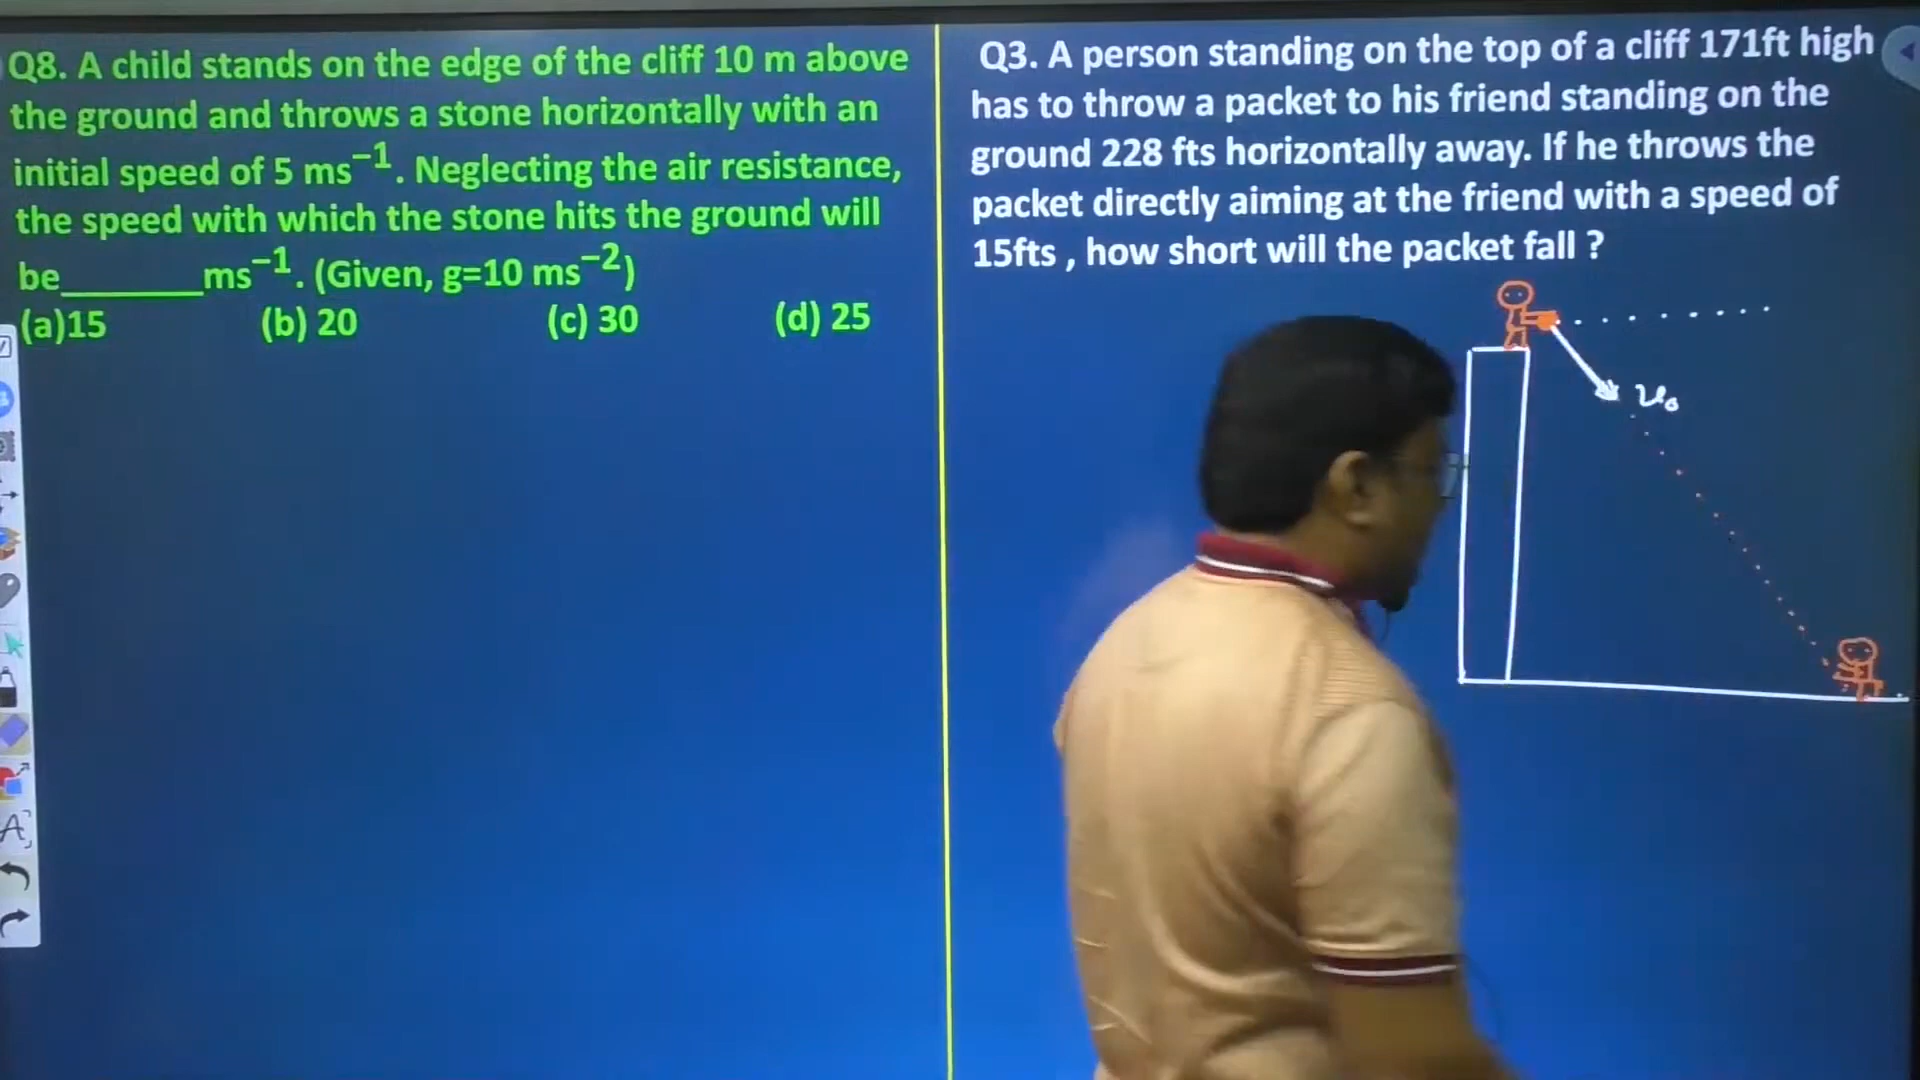 Q8. A child stands on the edge of the cliff 10 m above
the ground and throws a stone horizontally with an
initial speed of 5 ms⁻¹. Neglecting the air resistance,
the speed with which the stone hits the ground will
be________ms⁻¹. (Given, g=10 ms⁻²)
(a)15 (b) 20 (c) 30 (d) 25
Q3. A person standing on the top of a cliff 171ft high
has to throw a packet to his friend standing on the
ground 228 fts horizontally away. If he throws the
packet directly aiming at the friend with a speed of
15fts , how short will the packet fall ?
v₀